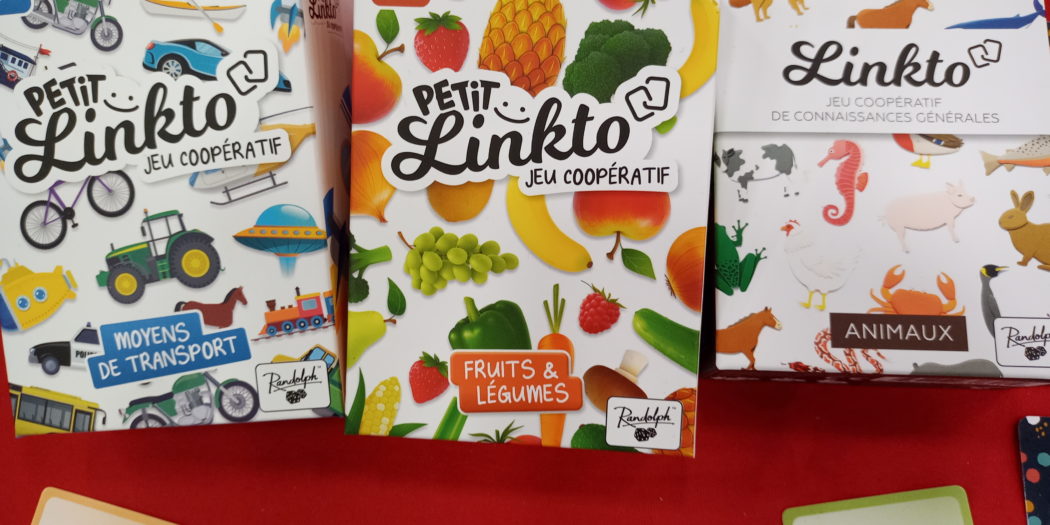 PETIT
Linkto
JEU COOPÉRATIF
MOYENS
DE TRANSPORT
Randolph
Linkto
PETIT
Linkto
JEU COOPÉRATIF
FRUITS &
LÉGUMES
Randolph
Linkto
JEU COOPÉRATIF
DE CONNAISSANCES GÉNÉRALES
ANIMAUX
Randolph